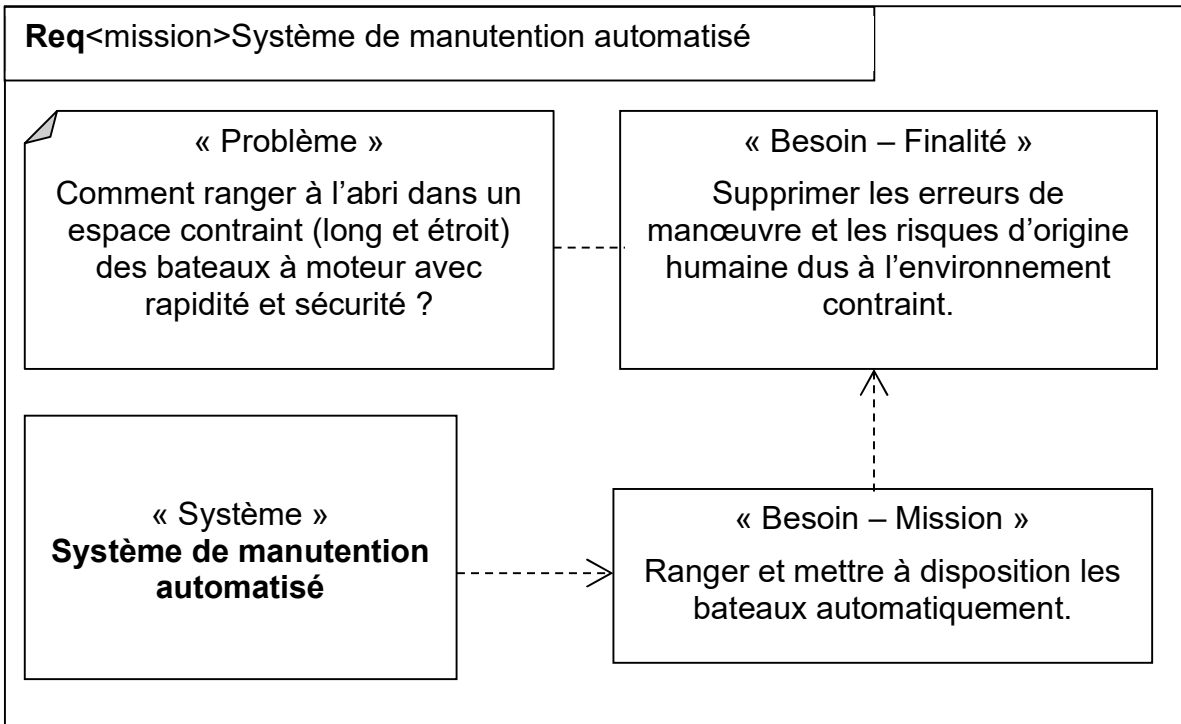 Req<mission>Système de manutention automatisé
« Problème »
Comment ranger à l’abri dans un
espace contraint (long et étroit)
des bateaux à moteur avec
rapidité et sécurité ?
« Besoin – Finalité »
Supprimer les erreurs de
manœuvre et les risques d’origine
humaine dus à l’environnement
contraint.
« Système »
Système de manutention
automatisé
« Besoin – Mission »
Ranger et mettre à disposition les
bateaux automatiquement.